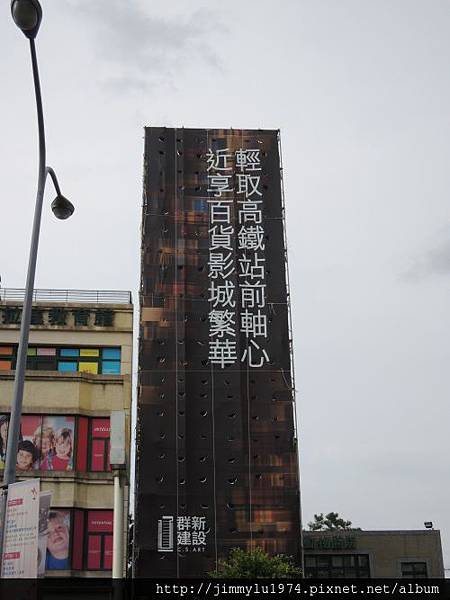 輕取高鐵站前軸心
近享百貨影城繁華
新設
群建
C.S.ART
http://jimmylu1974.pixnet.net/album